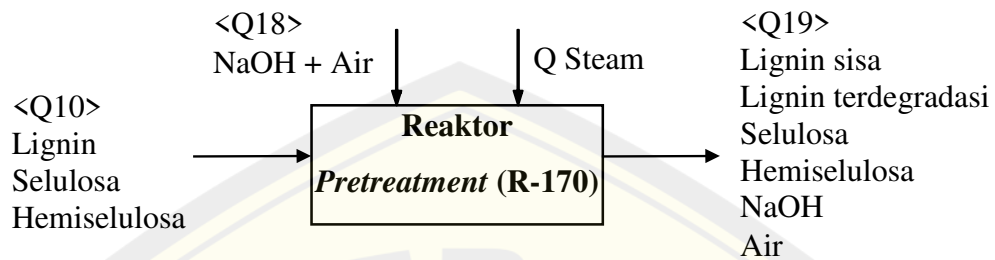 <Q18>
NaOH + Air
Q Steam
<Q19>
Lignin sisa
Lignin terdegradasi
Selulosa
Hemiselulosa
NaOH
Air
<Q10>
Lignin
Selulosa
Hemiselulosa
Reaktor
Pretreatment (R-170)